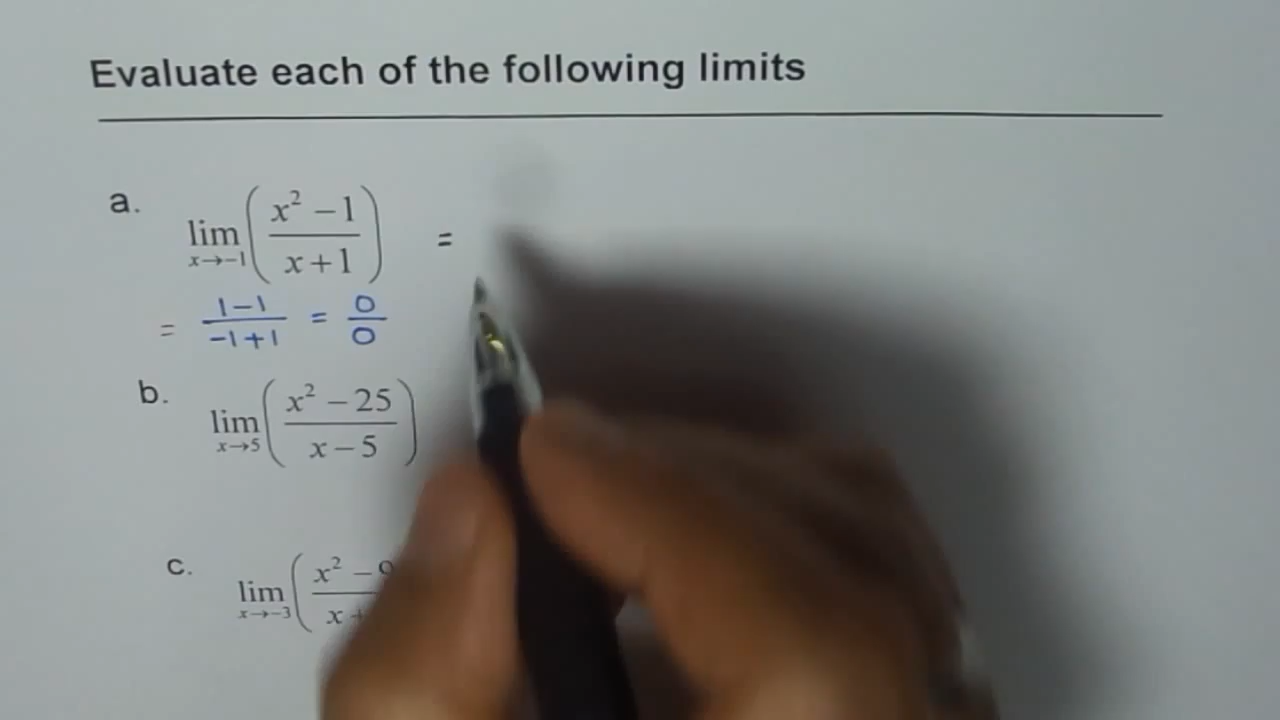 Evaluate each of the following limits
a. lim x→-1 (x² - 1 / x + 1) =
= 1-1 / -1+1 = 0 / 0
b. lim x→5 (x² - 25 / x - 5)
c. lim x→-3 (x² - / x +